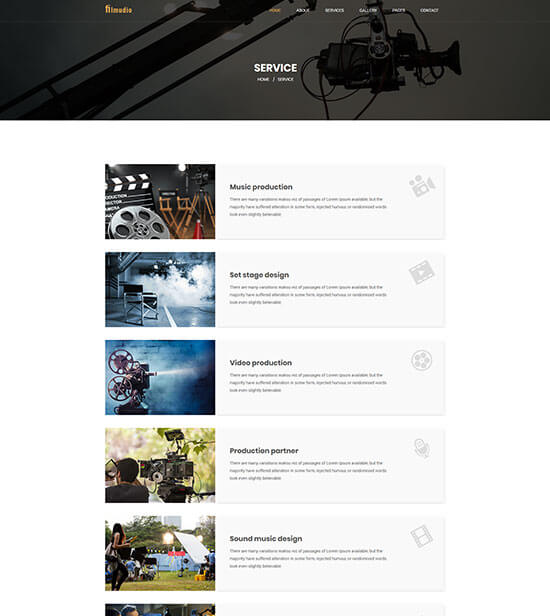 filmudio
HOME ABOUT SERVICES GALLERY PAGES CONTACT
SERVICE
HOME / SERVICE
DIRECTOR
Music production
There are many variations makes vist of passages of Lorem Ipsum available, but the
majority have suffered alteration in some form, injected humour, or randomised words
look even slightly believable.
Set stage design
There are many variations makes vist of passages of Lorem Ipsum available, but the
majority have suffered alteration in some form, injected humour, or randomised words
look even slightly believable.
Video production
There are many variations makes vist of passages of Lorem Ipsum available, but the
majority have suffered alteration in some form, injected humour, or randomised words
look even slightly believable.
Production partner
There are many variations makes vist of passages of Lorem Ipsum available, but the
majority have suffered alteration in some form, injected humour, or randomised words
look even slightly believable.
Sound music design
There are many variations makes vist of passages of Lorem Ipsum available, but the
majority have suffered alteration in some form, injected humour, or randomised words
look even slightly believable.